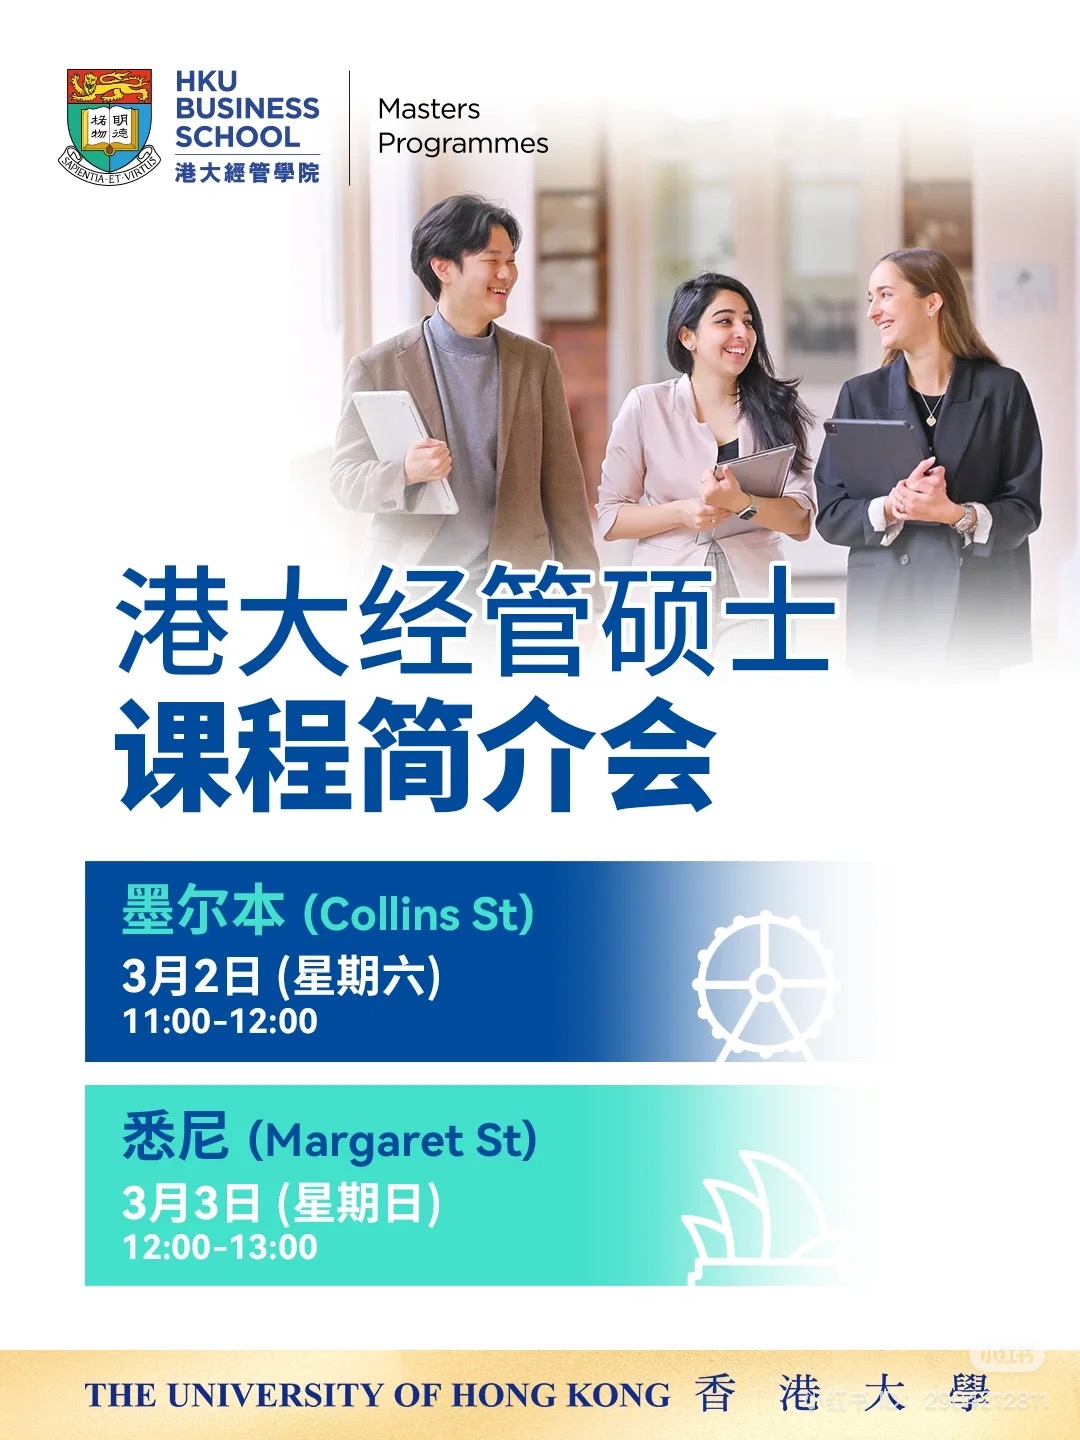 HKU
BUSINESS
SCHOOL
港大經管學院
Masters
Programmes
格物
明德
SAPIENTIA·ET·VIRTUS
港大经管硕士
课程简介会
墨尔本 (Collins St)
3月2日 (星期六)
11:00-12:00
悉尼 (Margaret St)
3月3日 (星期日)
12:00-13:00
小红书
THE UNIVERSITY OF HONG KONG 香港大學